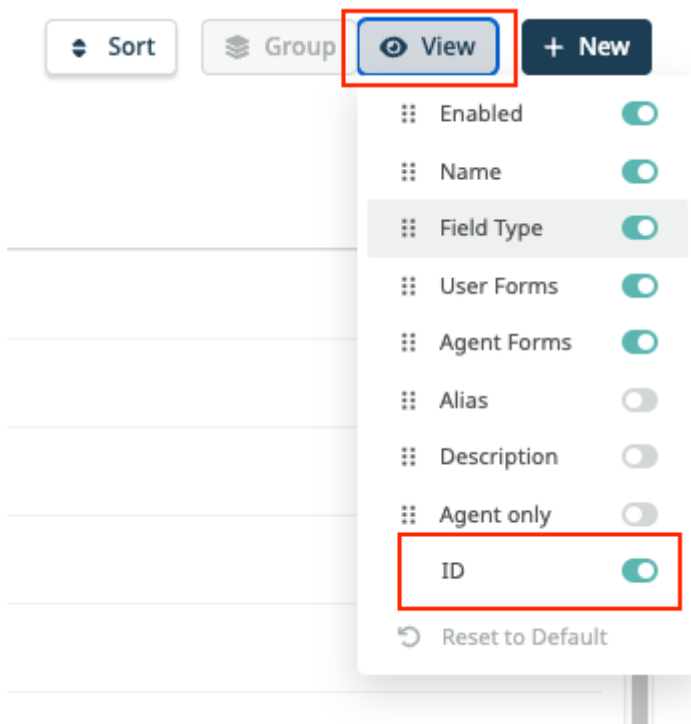 Sort Group View + New
Enabled
Name
Field Type
User Forms
Agent Forms
Alias
Description
Agent only
ID
Reset to Default